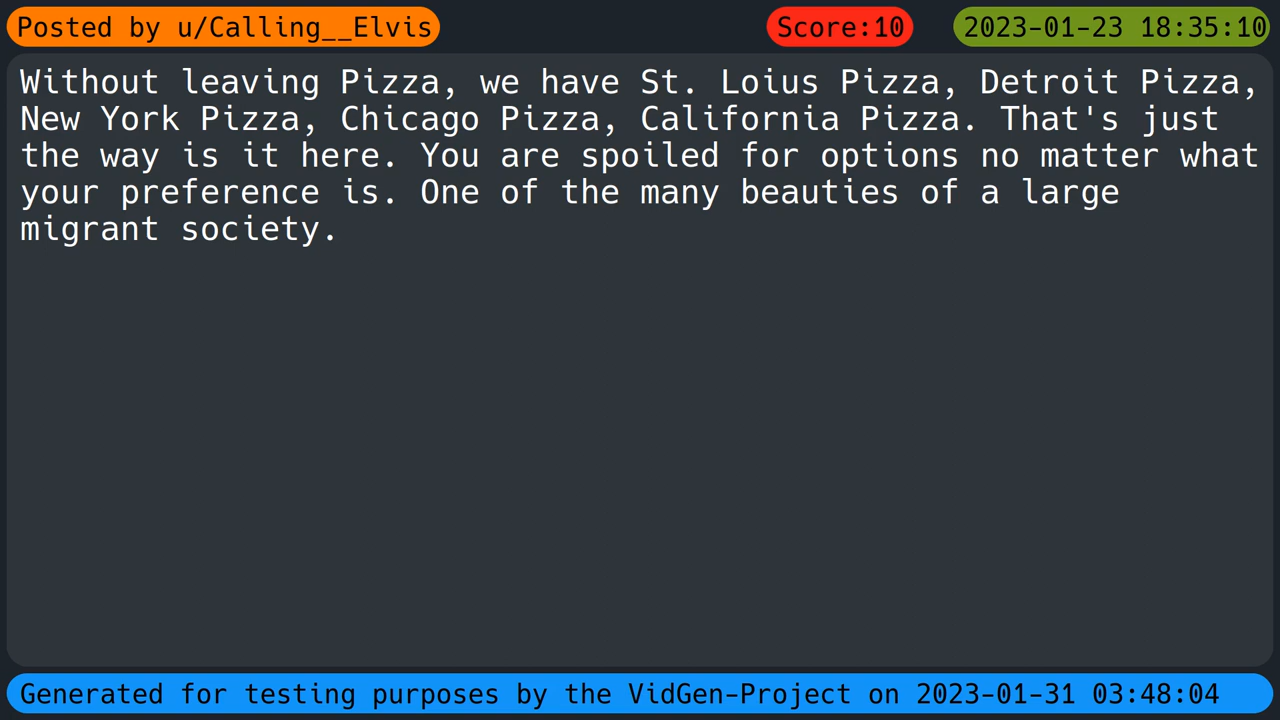 Posted by u/Calling__Elvis
Score:10
2023-01-23 18:35:10
Without leaving Pizza, we have St. Loius Pizza, Detroit Pizza,
New York Pizza, Chicago Pizza, California Pizza. That's just
the way is it here. You are spoiled for options no matter what
your preference is. One of the many beauties of a large
migrant society.
Generated for testing purposes by the VidGen-Project on 2023-01-31 03:48:04